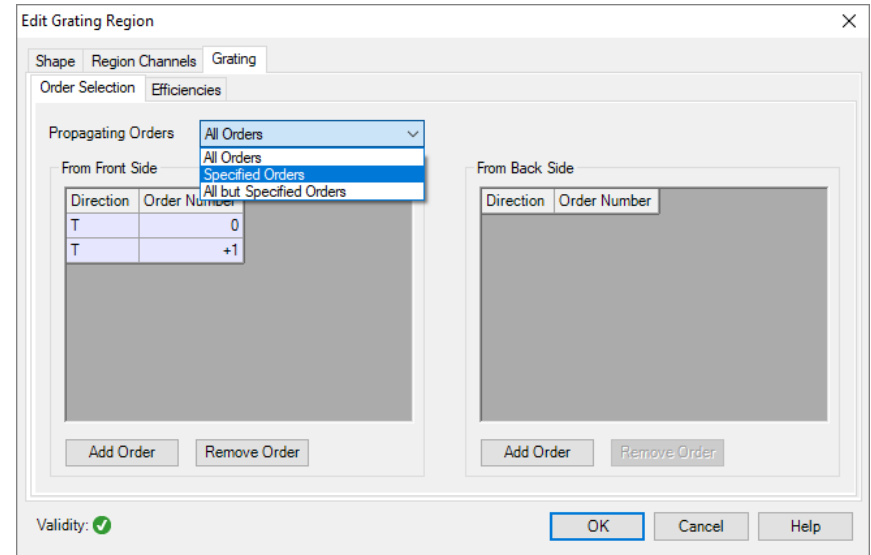 Edit Grating Region
Shape Region Channels Grating
Order Selection Efficiencies
Propagating Orders All Orders
All Orders
Specified Orders
All but Specified Orders
From Front Side From Back Side
Direction Order Number Direction Order Number
T 0
T +1
Add Order Remove Order Add Order Remove Order
Validity: OK Cancel Help